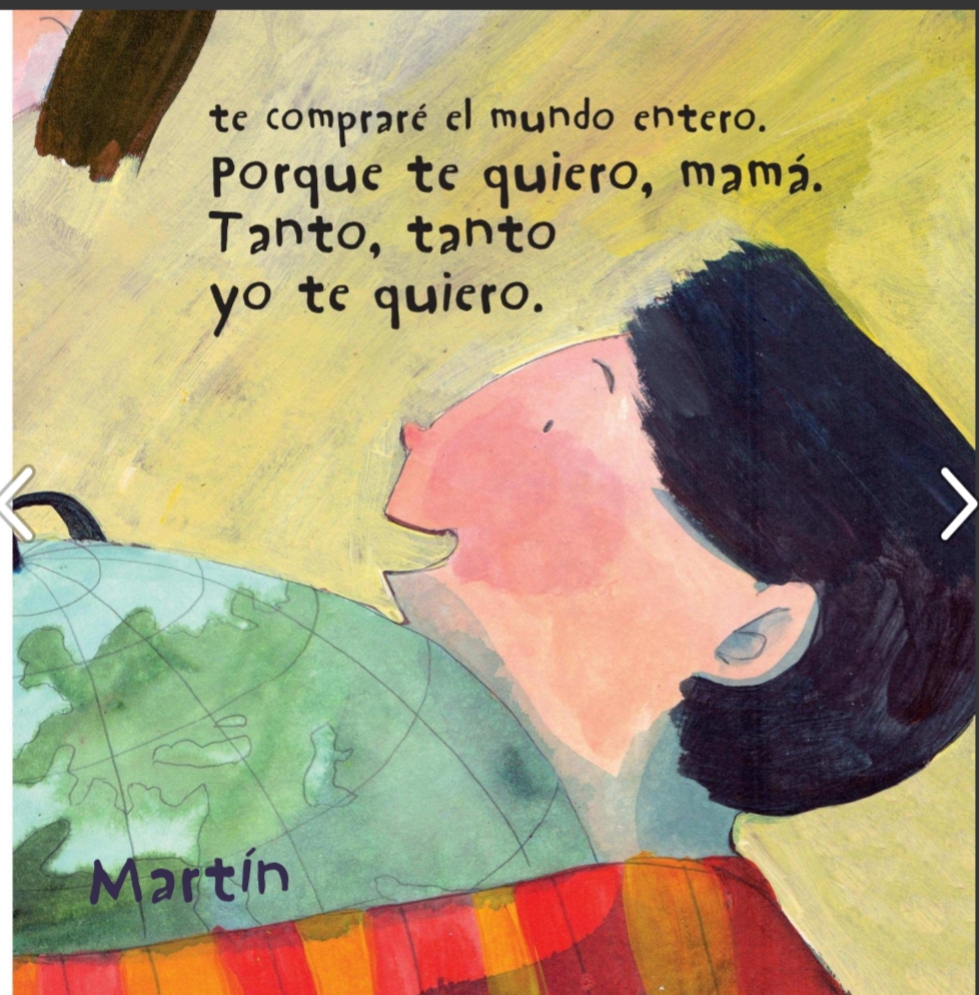 te compraré el mundo entero.
Porque te quiero, mamá.
Tanto, tanto
yo te quiero.
Martín